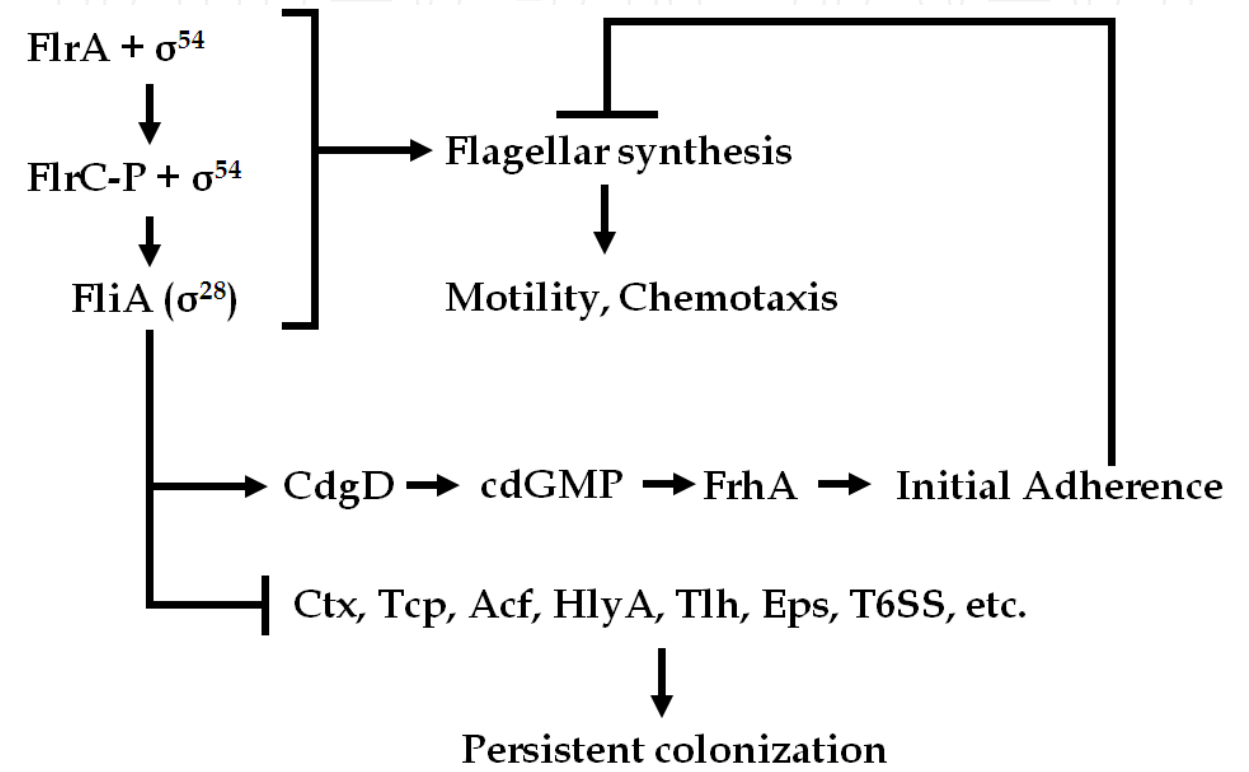 FlrA + σ⁵⁴
FlrC-P + σ⁵⁴
FliA (σ²⁸)
Flagellar synthesis
Motility, Chemotaxis
CdgD
cdGMP
FrhA
Initial Adherence
Ctx, Tcp, Acf, HlyA, Tlh, Eps, T6SS, etc.
Persistent colonization